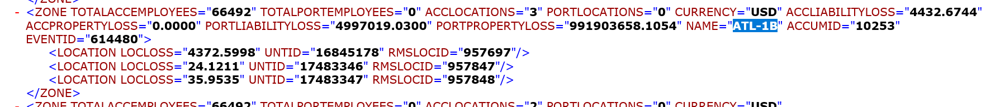 </ZONE>
- <ZONE TOTALACCEMPLOYEES="66492" TOTALPORTEMPLOYEES="0" ACCLOCATIONS="3" PORTLOCATIONS="0" CURRENCY="USD" ACCLIABILITYLOSS="4432.6744"
ACCPROPERTYLOSS="0.0000" PORTLIABILITYLOSS="4997019.0300" PORTPROPERTYLOSS="991903658.1054" NAME="ATL-1B" ACCUMID="10253"
EVENTID="614480">
<LOCATION LOCLOSS="4372.5998" UNTID="16845178" RMSLOCID="957697"/>
<LOCATION LOCLOSS="24.1211" UNTID="17483346" RMSLOCID="957847"/>
<LOCATION LOCLOSS="35.9535" UNTID="17483347" RMSLOCID="957848"/>
</ZONE>
- <ZONE TOTALACCEMPLOYEES="66492" TOTALPORTEMPLOYEES="0" ACCLOCATIONS="2" PORTLOCATIONS="0" CURRENCY="USD"